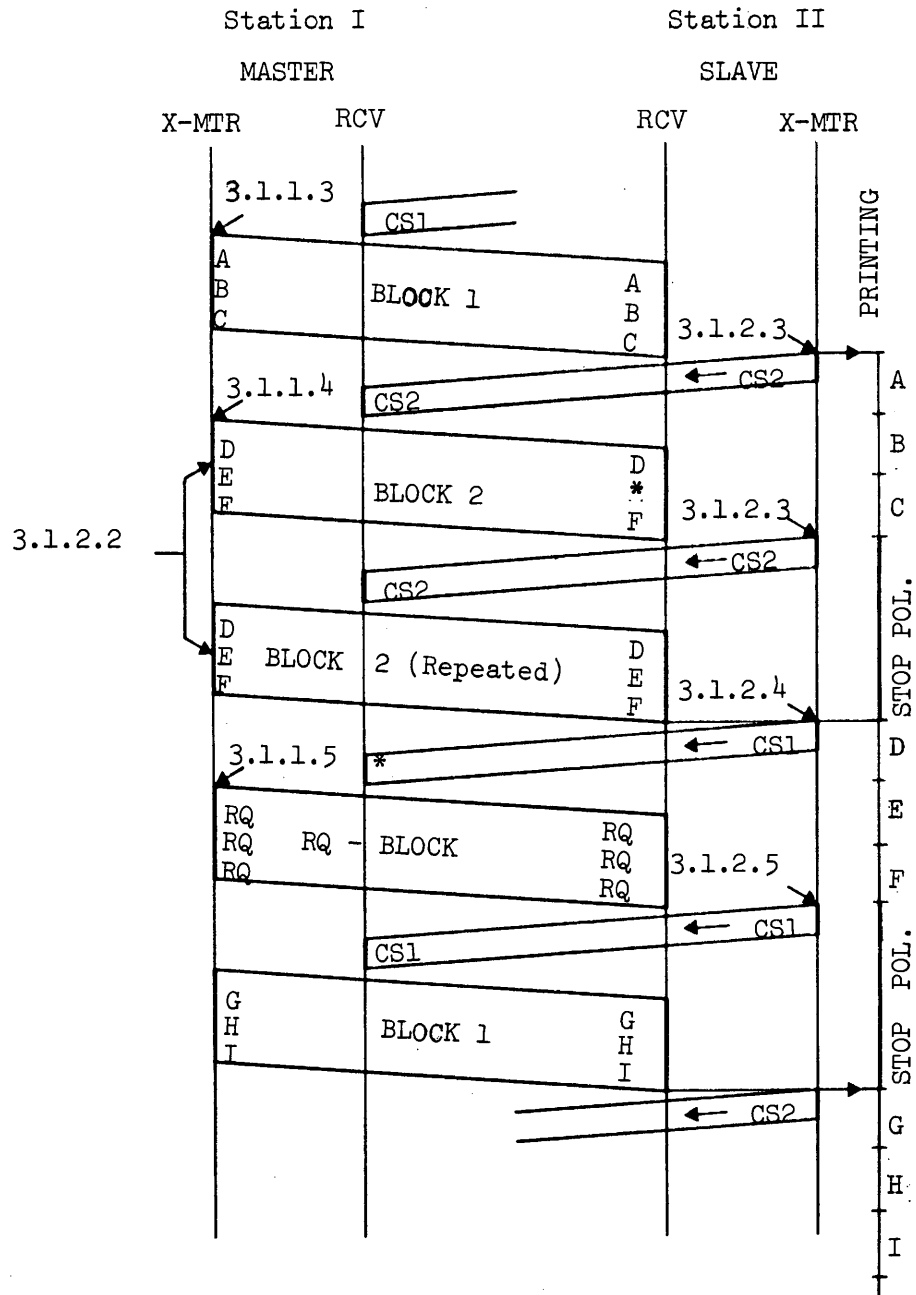 Station I Station II
MASTER SLAVE
X-MTR RCV RCV X-MTR
3.1.1.3
CS1
PRINTING
A
B
C
BLOCK 1
A
B
C
3.1.2.3
CS2
CS2
A
3.1.1.4
B
D
E
F
BLOCK 2
D
*
F
3.1.2.3
C
3.1.2.2
CS2
CS2
STOP POL.
D
E
F
BLOCK 2 (Repeated)
D
E
F
3.1.2.4
CS1
D
*
3.1.1.5
E
RQ
RQ
RQ
RQ - BLOCK
RQ
RQ
RQ
3.1.2.5
F
CS1
CS1
STOP POL.
G
H
I
BLOCK 1
G
H
I
CS2
G
H
I